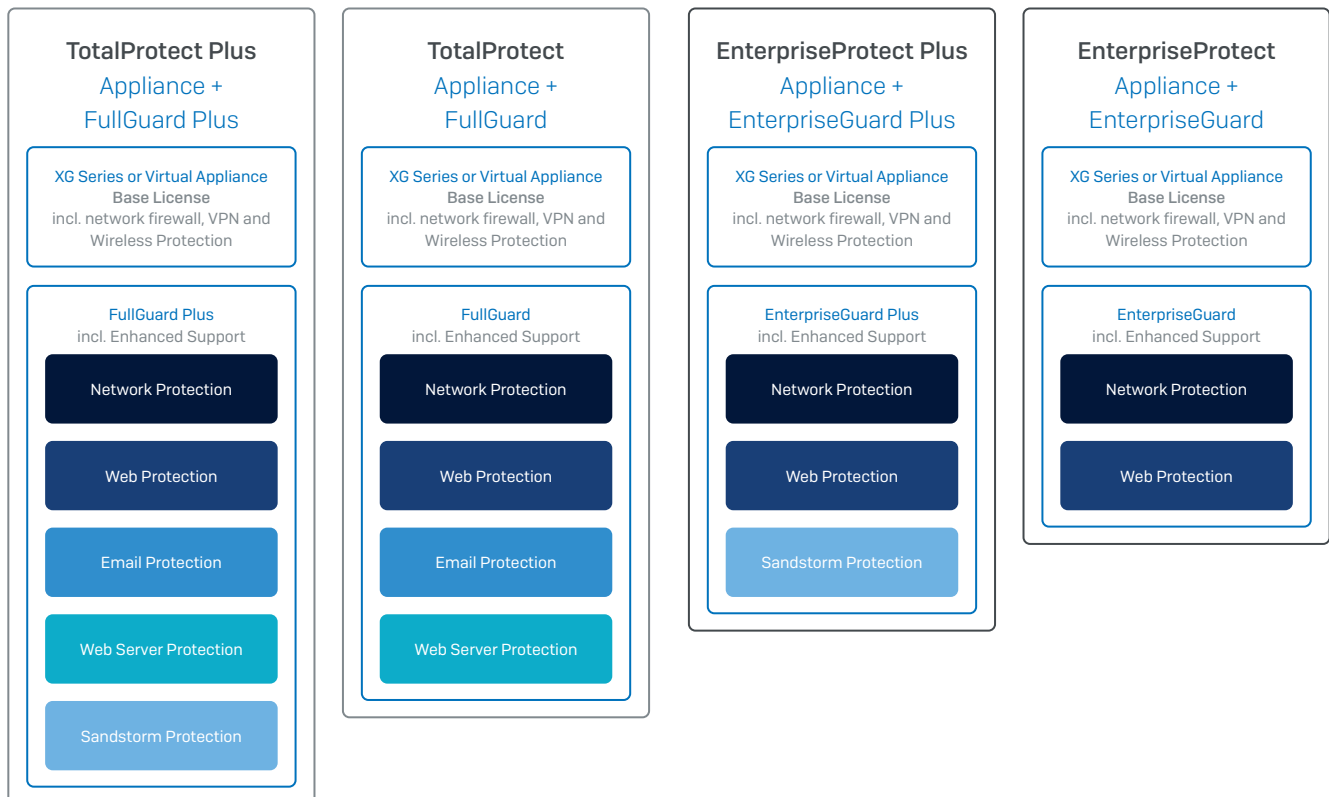 TotalProtect Plus
Appliance +
FullGuard Plus
XG Series or Virtual Appliance
Base License
incl. network firewall, VPN and
Wireless Protection
FullGuard Plus
incl. Enhanced Support
Network Protection
Web Protection
Email Protection
Web Server Protection
Sandstorm Protection
TotalProtect
Appliance +
FullGuard
XG Series or Virtual Appliance
Base License
incl. network firewall, VPN and
Wireless Protection
FullGuard
incl. Enhanced Support
Network Protection
Web Protection
Email Protection
Web Server Protection
EnterpriseProtect Plus
Appliance +
EnterpriseGuard Plus
XG Series or Virtual Appliance
Base License
incl. network firewall, VPN and
Wireless Protection
EnterpriseGuard Plus
incl. Enhanced Support
Network Protection
Web Protection
Sandstorm Protection
EnterpriseProtect
Appliance +
EnterpriseGuard
XG Series or Virtual Appliance
Base License
incl. network firewall, VPN and
Wireless Protection
EnterpriseGuard
incl. Enhanced Support
Network Protection
Web Protection